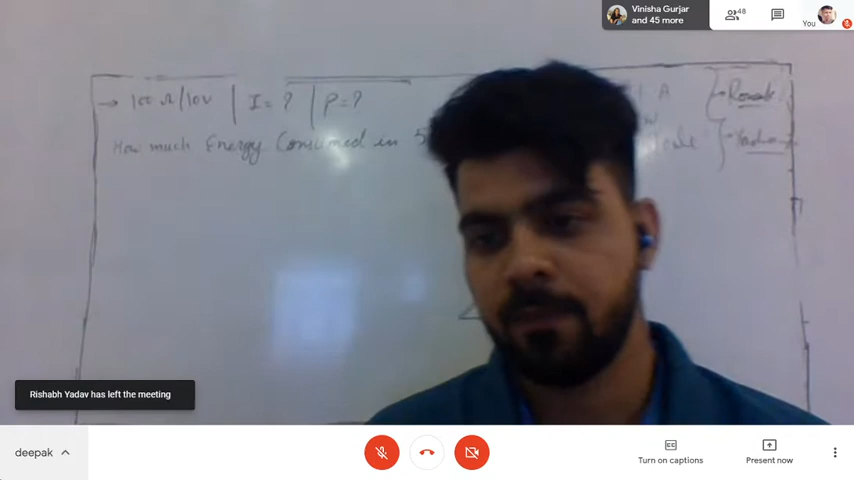 Vinisha Gurjar
and 45 more
48
You
→ 100 Ω/10V | I = ? | P = ?
A
How much Energy Consumed in 5
Rishabh Yadav has left the meeting
deepak
Turn on captions
Present now